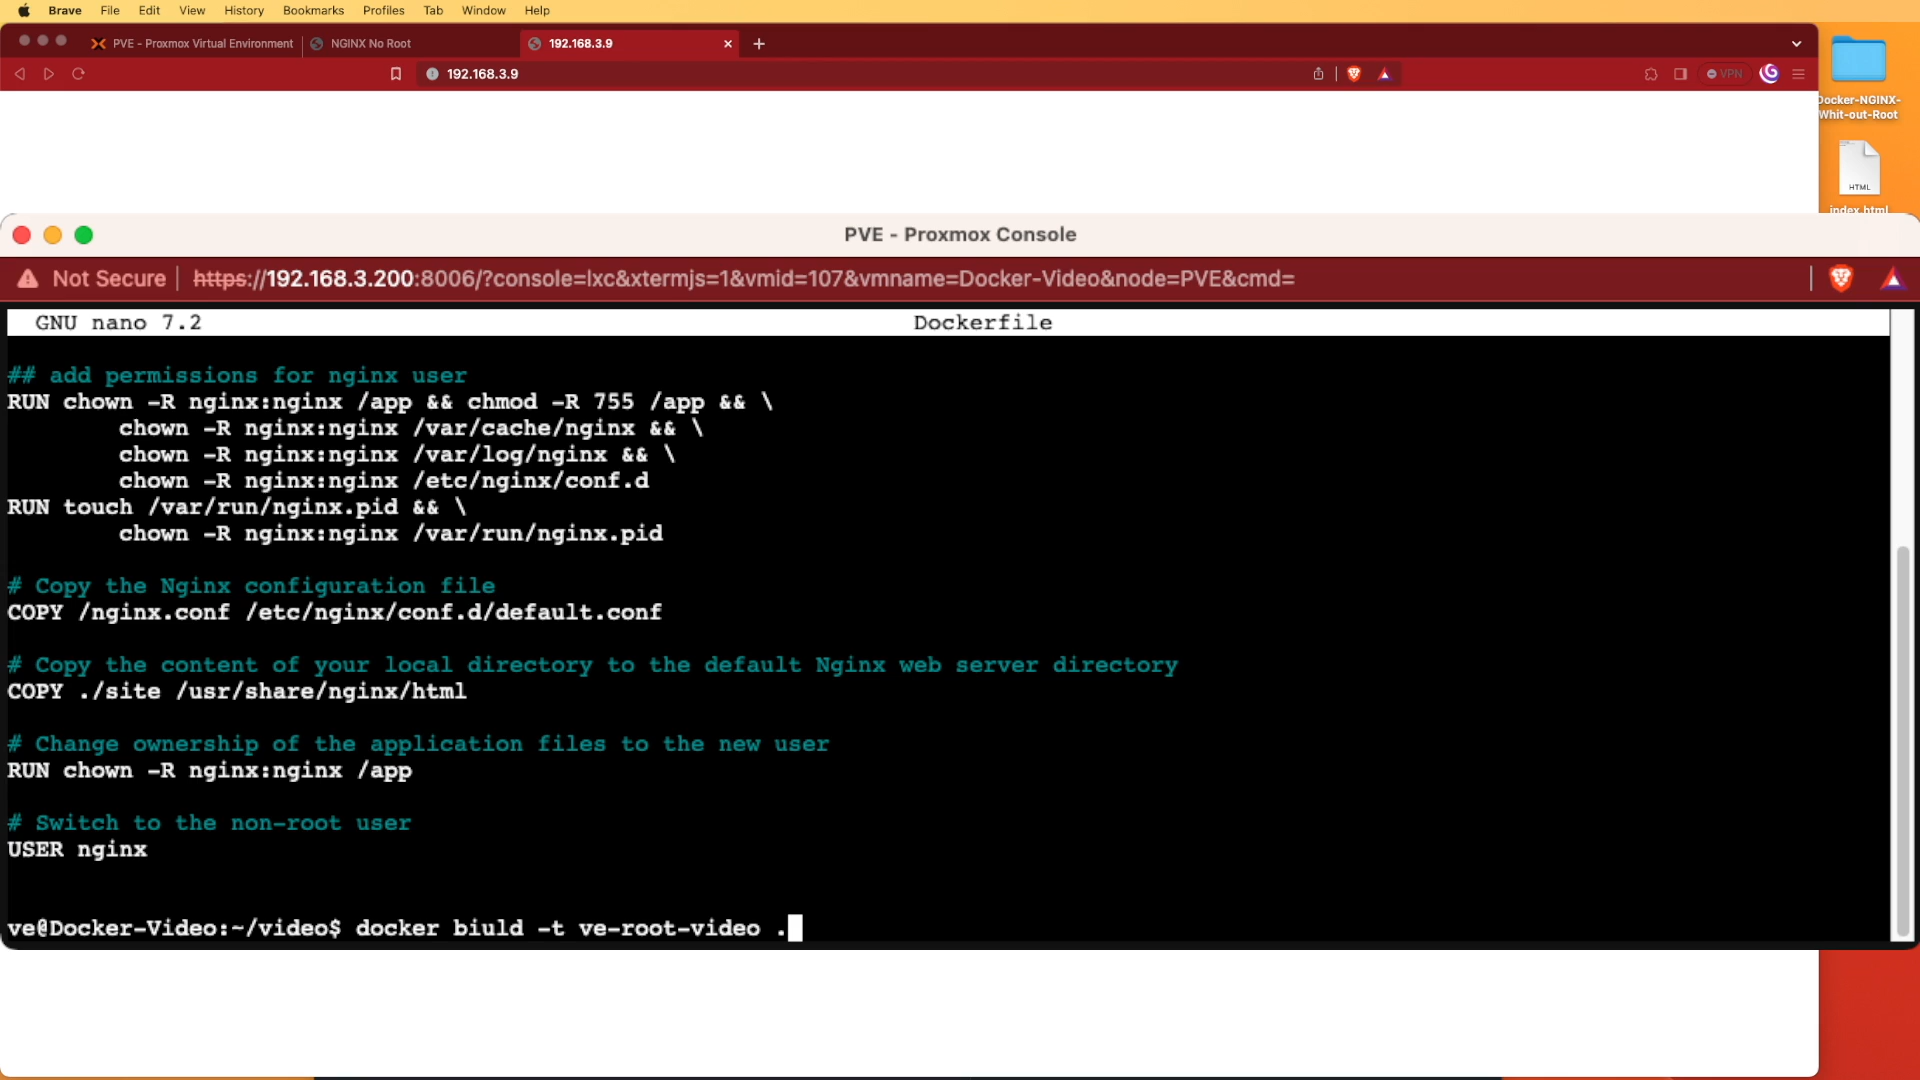 Brave File Edit View History Bookmarks Profiles Tab Window Help
PVE - Proxmox Virtual Environment NGINX No Root 192.168.3.9
192.168.3.9 VPN
Docker-NGINX-
Whit-out-Root
HTML
index.html
PVE - Proxmox Console
Not Secure https://192.168.3.200:8006/?console=lxc&xtermjs=1&vmid=107&vmname=Docker-Video&node=PVE&cmd=
GNU nano 7.2 Dockerfile
## add permissions for nginx user
RUN chown -R nginx:nginx /app && chmod -R 755 /app && \
chown -R nginx:nginx /var/cache/nginx && \
chown -R nginx:nginx /var/log/nginx && \
chown -R nginx:nginx /etc/nginx/conf.d
RUN touch /var/run/nginx.pid && \
chown -R nginx:nginx /var/run/nginx.pid
# Copy the Nginx configuration file
COPY /nginx.conf /etc/nginx/conf.d/default.conf
# Copy the content of your local directory to the default Nginx web server directory
COPY ./site /usr/share/nginx/html
# Change ownership of the application files to the new user
RUN chown -R nginx:nginx /app
# Switch to the non-root user
USER nginx
ve@Docker-Video:~/video$ docker biuld -t ve-root-video .